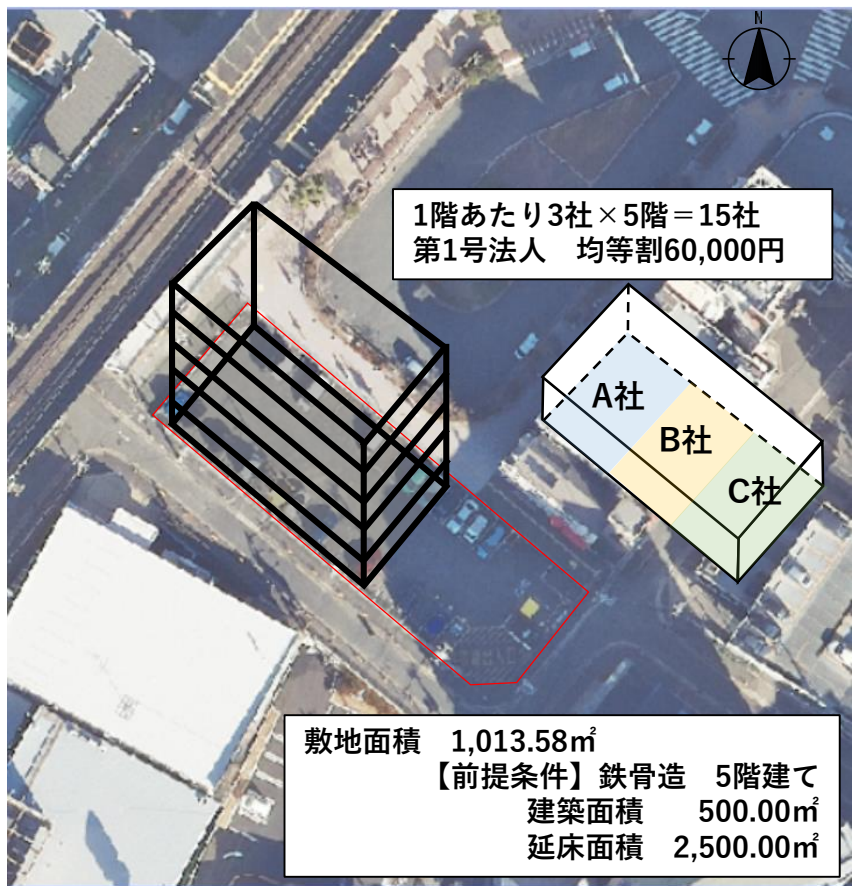 N
1階あたり3社×5階＝15社
第1号法人　均等割60,000円
A社
B社
C社
敷地面積　1,013.58㎡
【前提条件】鉄骨造　5階建て
建築面積　500.00㎡
延床面積　2,500.00㎡